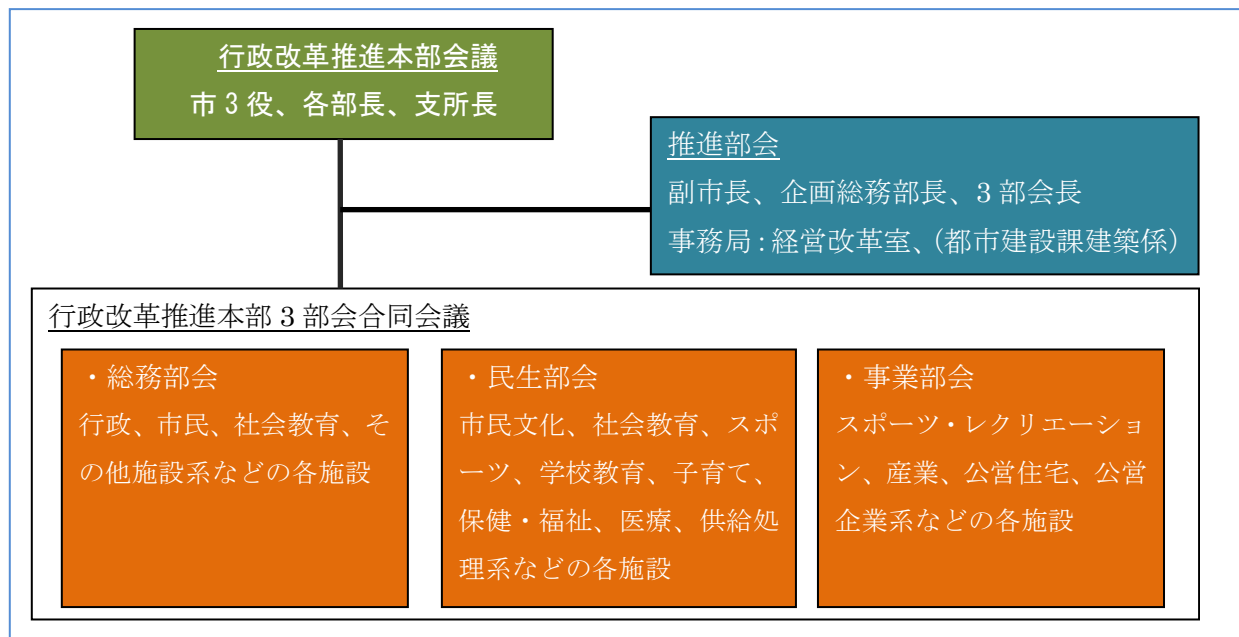 行政改革推進本部会議
市3役、各部長、支所長
推進部会
副市長、企画総務部長、3部会長
事務局:経営改革室、(都市建設課建築係)
行政改革推進本部3部会合同会議
・総務部会
行政、市民、社会教育、そ
の他施設系などの各施設
・民生部会
市民文化、社会教育、スポ
ーツ、学校教育、子育て、
保健・福祉、医療、供給処
理系などの各施設
・事業部会
スポーツ・レクリエーショ
ン、産業、公営住宅、公営
企業系などの各施設